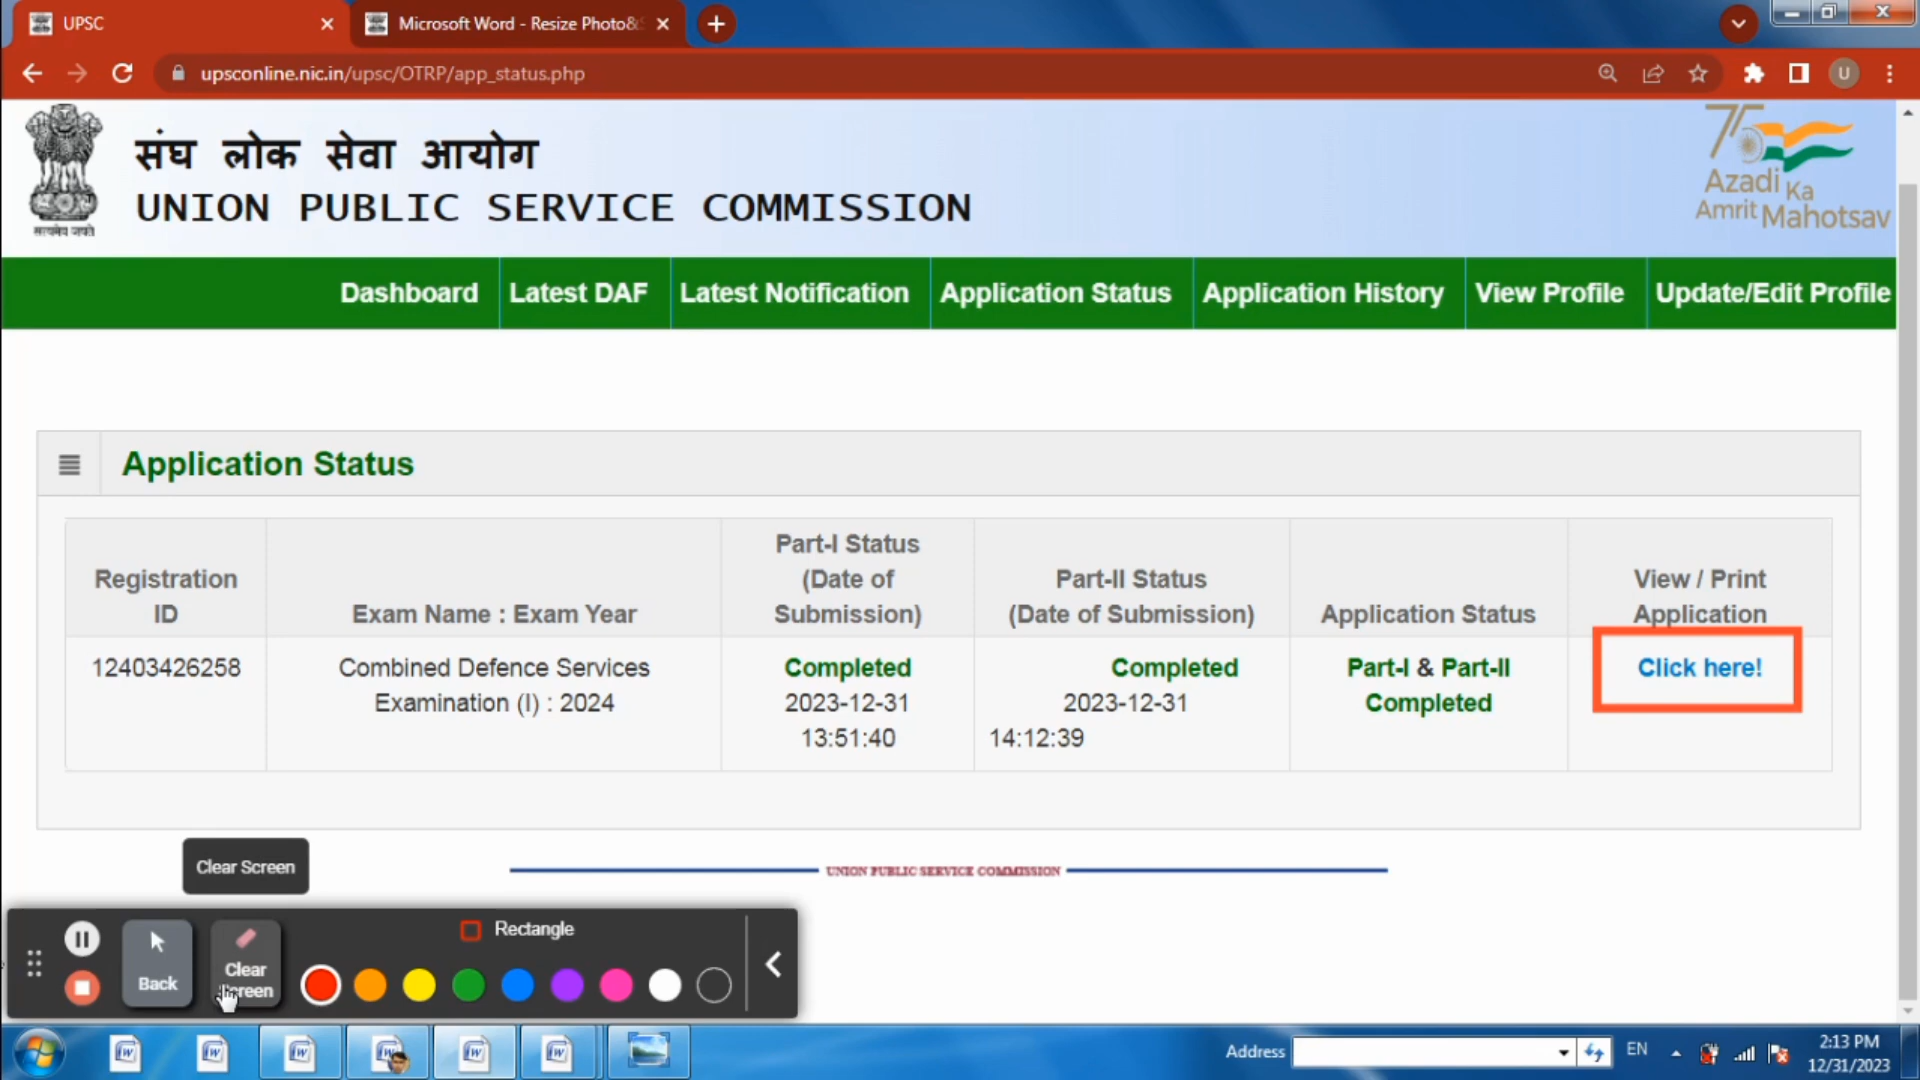 UPSC
Microsoft Word - Resize Photo&
upsconline.nic.in/upsc/OTRP/app_status.php
U
संघ लोक सेवा आयोग
UNION PUBLIC SERVICE COMMISSION
सत्यमेव जयते
75
Azadi Ka
Amrit Mahotsav
Dashboard
Latest DAF
Latest Notification
Application Status
Application History
View Profile
Update/Edit Profile
Application Status
Registration ID
Exam Name : Exam Year
Part-I Status
(Date of
Submission)
Part-II Status
(Date of Submission)
Application Status
View / Print
Application
12403426258
Combined Defence Services
Examination (I) : 2024
Completed
2023-12-31
13:51:40
Completed
2023-12-31
14:12:39
Part-I & Part-II
Completed
Click here!
Clear Screen
UNION PUBLIC SERVICE COMMISSION
Rectangle
Back
Clear
Screen
Address
EN
2:13 PM
12/31/2023